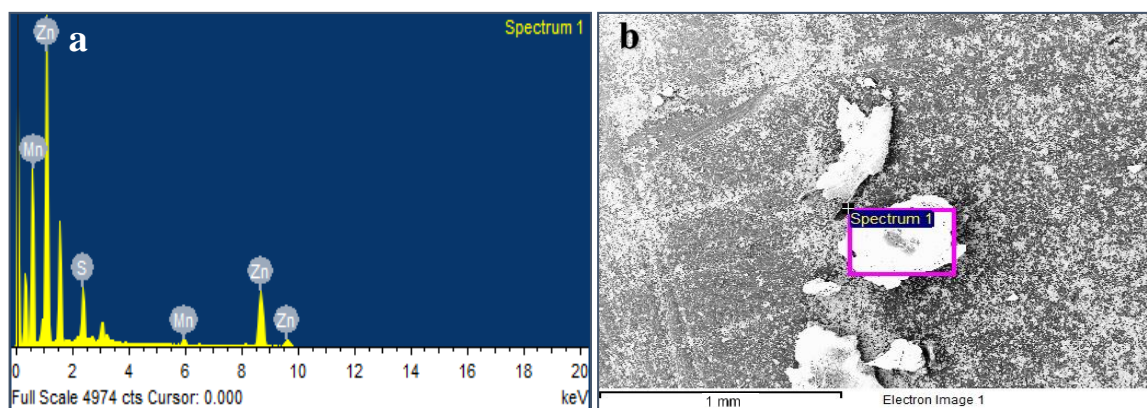 a
Spectrum 1
Zn
Mn
S
Mn
Zn
Zn
0 2 4 6 8 10 12 14 16 18 20
Full Scale 4974 cts Cursor: 0.000 keV
b
Spectrum 1
1 mm
Electron Image 1